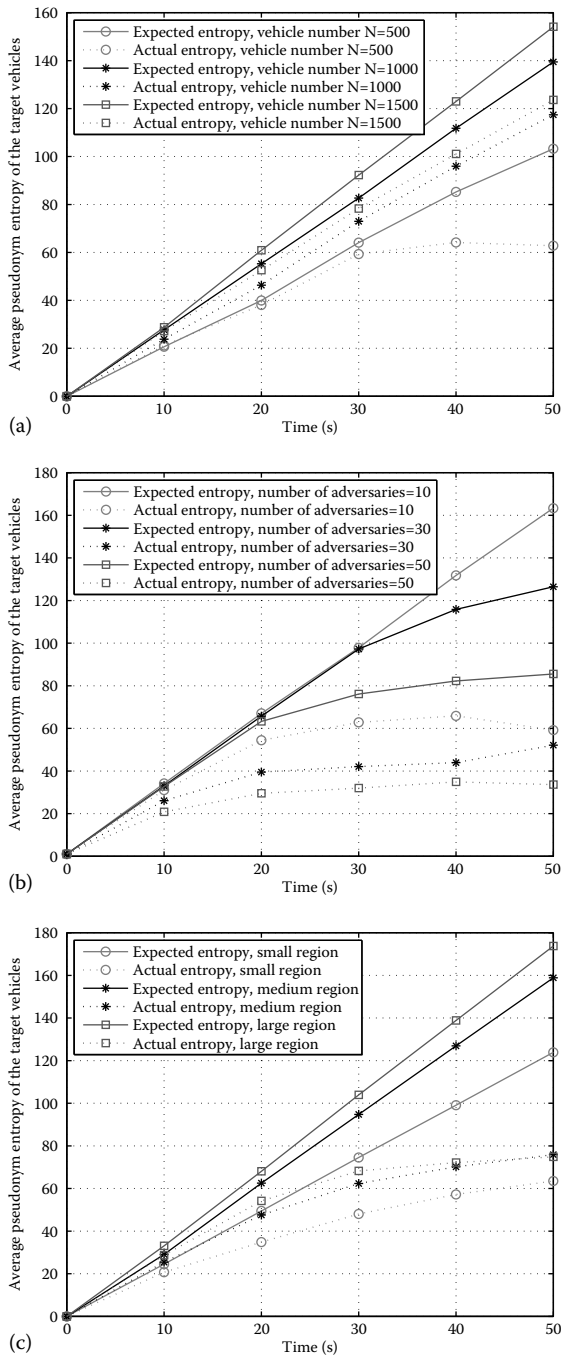 160
140
120
100
80
60
40
20
0
Average pseudonym entropy of the target vehicles
Expected entropy, vehicle number N=500
Actual entropy, vehicle number N=500
Expected entropy, vehicle number N=1000
Actual entropy, vehicle number N=1000
Expected entropy, vehicle number N=1500
Actual entropy, vehicle number N=1500
0 10 20 30 40 50
Time (s)
(a)
180
160
140
120
100
80
60
40
20
0
Average pseudonym entropy of the target vehicles
Expected entropy, number of adversaries=10
Actual entropy, number of adversaries=10
Expected entropy, number of adversaries=30
Actual entropy, number of adversaries=30
Expected entropy, number of adversaries=50
Actual entropy, number of adversaries=50
0 10 20 30 40 50
Time (s)
(b)
180
160
140
120
100
80
60
40
20
0
Average pseudonym entropy of the target vehicles
Expected entropy, small region
Actual entropy, small region
Expected entropy, medium region
Actual entropy, medium region
Expected entropy, large region
Actual entropy, large region
0 10 20 30 40 50
Time (s)
(c)